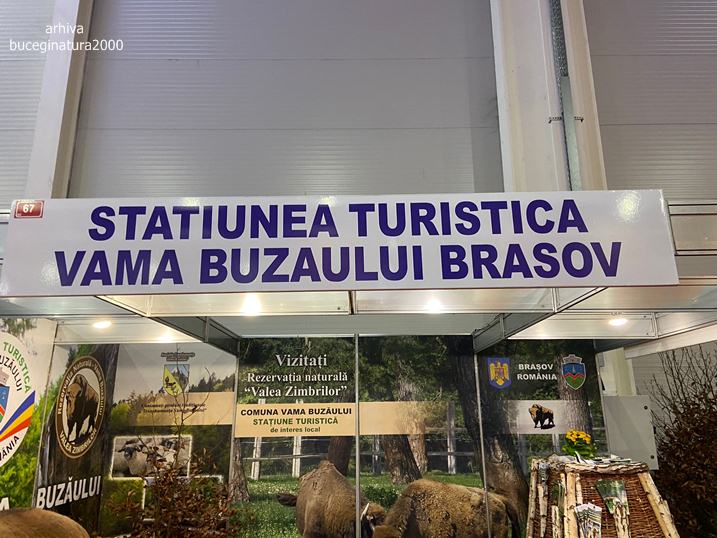 arhiva
buceginatura2000
67
STATIUNEA TURISTICA
VAMA BUZAULUI BRASOV
Vizitați
Rezervația naturală
"Valea Zimbrilor"
COMUNA VAMA BUZĂULUI
STAȚIUNE TURISTICĂ
de interes local
BRAȘOV
ROMÂNIA
TURISTICĂ
BUZĂULUI